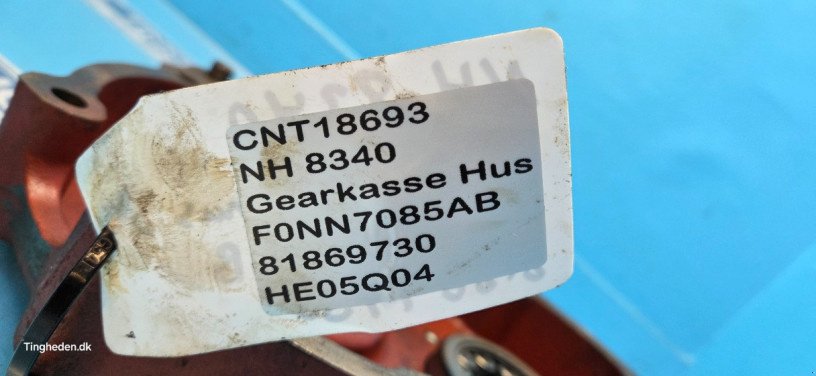 CNT18693
NH 8340
Gearkasse Hus
F0NN7085AB
81869730
HE05Q04
Tingheden.dk